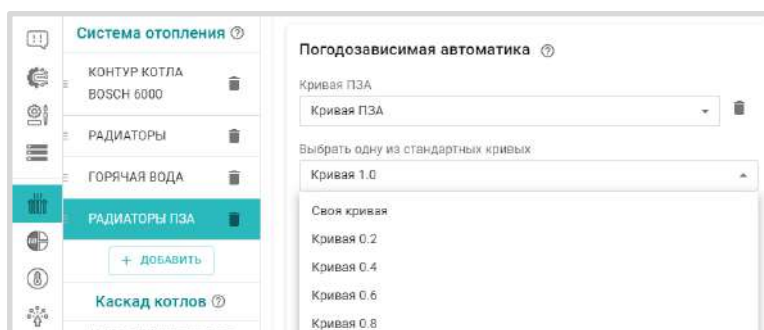 Система отопления
КОНТУР КОТЛА
BOSCH 6000
РАДИАТОРЫ
ГОРЯЧАЯ ВОДА
РАДИАТОРЫ ПЗА
+ ДОБАВИТЬ
Каскад котлов
Погодозависимая автоматика
Кривая ПЗА
Кривая ПЗА
Выбрать одну из стандартных кривых
Кривая 1.0
Своя кривая
Кривая 0.2
Кривая 0.4
Кривая 0.6
Кривая 0.8